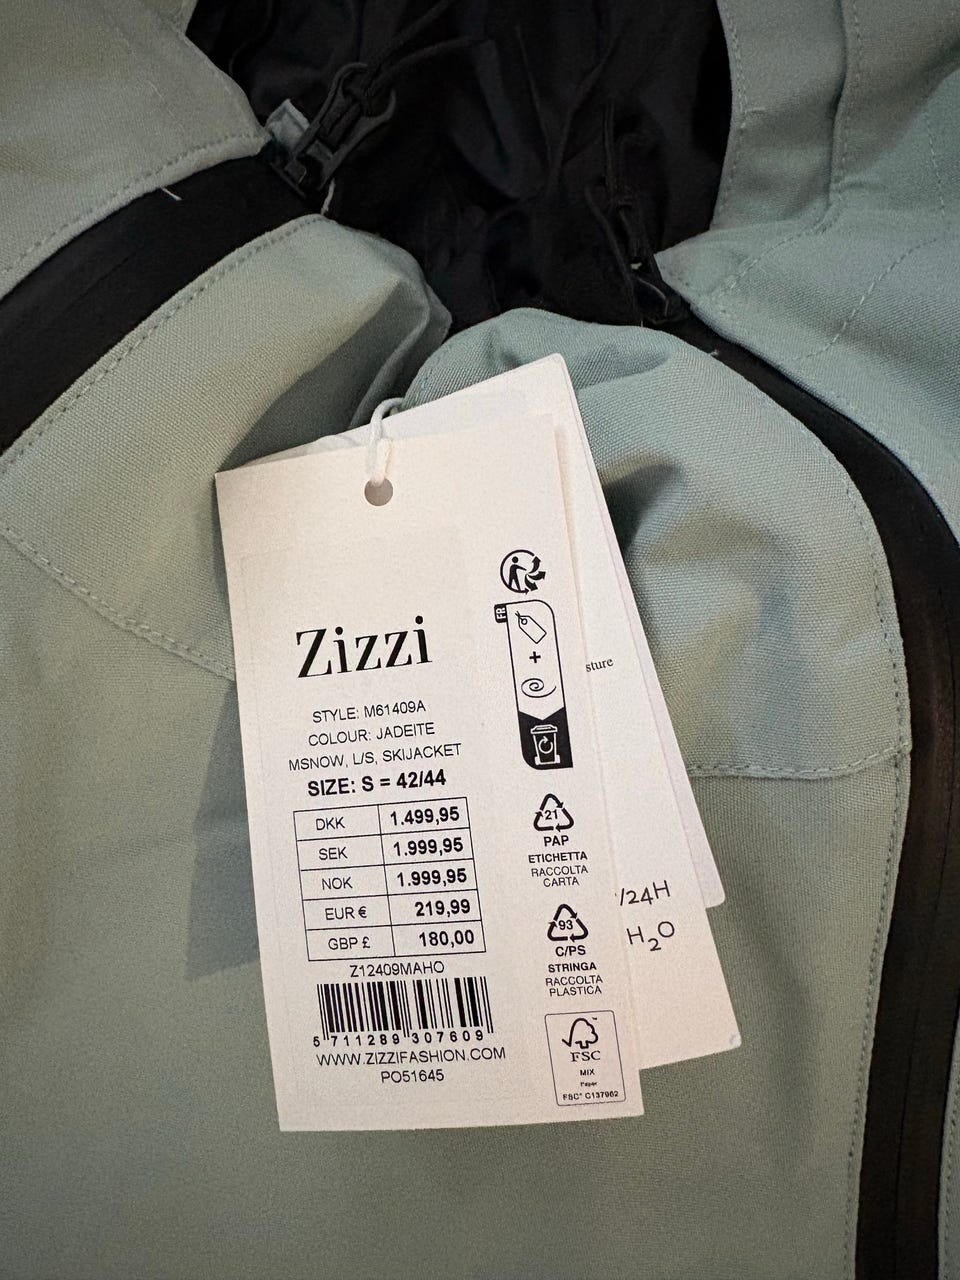 Zizzi
STYLE: M61409A
COLOUR: JADEITE
MSNOW, L/S, SKIJACKET
SIZE: S = 42/44
DKK 1.499,95
SEK 1.999,95
NOK 1.999,95
EUR € 219,99
GBP £ 180,00
Z12409MAHO
5 711289 307609
WWW.ZIZZIFASHION.COM
PO51645
FR
+
21
PAP
ETICHETTA
RACCOLTA
CARTA
93
C/PS
STRINGA
RACCOLTA
PLASTICA
FSC
MIX
Paper
FSC® C137962
sture
/24H
H₂O